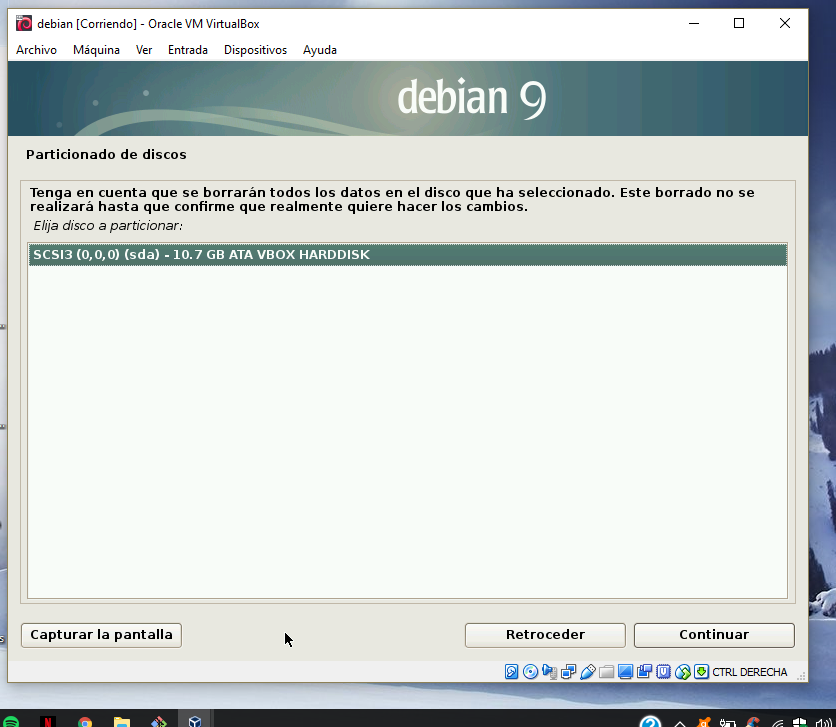 debian [Corriendo] - Oracle VM VirtualBox
Archivo Máquina Ver Entrada Dispositivos Ayuda
debian 9
Particionado de discos
Tenga en cuenta que se borrarán todos los datos en el disco que ha seleccionado. Este borrado no se
realizará hasta que confirme que realmente quiere hacer los cambios.
Elija disco a particionar:
SCSI3 (0,0,0) (sda) - 10.7 GB ATA VBOX HARDDISK
Capturar la pantalla Retroceder Continuar
CTRL DERECHA